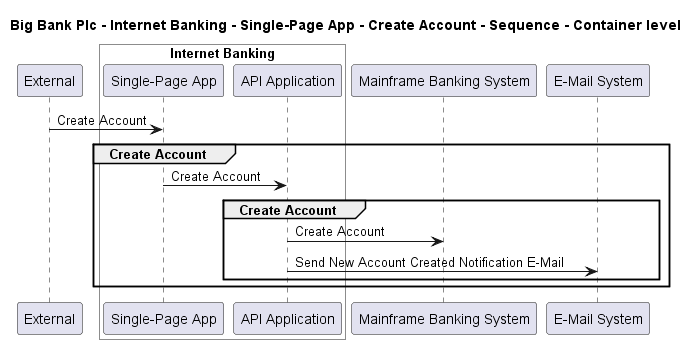 Big Bank Plc - Internet Banking - Single-Page App - Create Account - Sequence - Container level
Internet Banking
External
Single-Page App
API Application
Mainframe Banking System
E-Mail System
Create Account
Create Account
Create Account
Create Account
Create Account
Send New Account Created Notification E-Mail
External
Single-Page App
API Application
Mainframe Banking System
E-Mail System